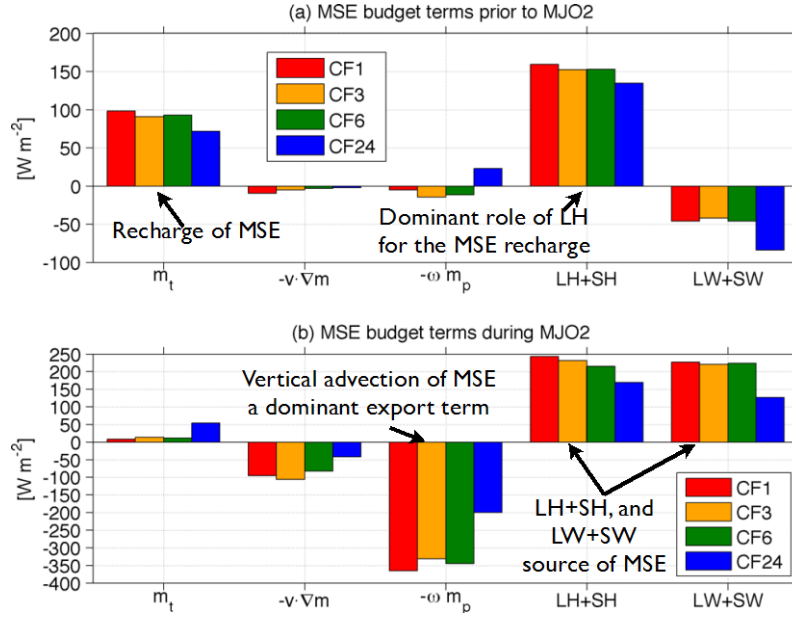 (a) MSE budget terms prior to MJO2
200
150
100
50
0
-50
-100
[W m⁻²]
CF1
CF3
CF6
CF24
Recharge of MSE
Dominant role of LH
for the MSE recharge
mₜ
-v·∇m
-ω mₚ
LH+SH
LW+SW
(b) MSE budget terms during MJO2
250
200
150
100
50
0
-50
-100
-150
-200
-250
-300
-350
-400
[W m⁻²]
Vertical advection of MSE
a dominant export term
LH+SH, and
LW+SW
source of MSE
CF1
CF3
CF6
CF24
mₜ
-v·∇m
-ω mₚ
LH+SH
LW+SW